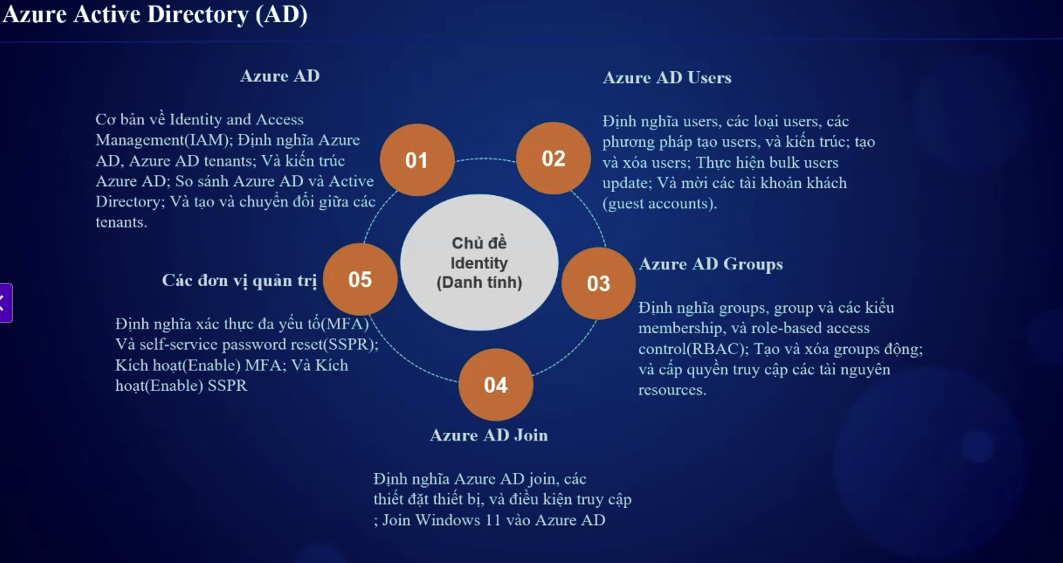 Azure Active Directory (AD)
Azure AD
Cơ bản về Identity and Access
Management(IAM); Định nghĩa Azure
AD, Azure AD tenants; Và kiến trúc
Azure AD; So sánh Azure AD và Active
Directory; Và tạo và chuyển đổi giữa các
tenants.
01
02
Azure AD Users
Định nghĩa users, các loại users, các
phương pháp tạo users, và kiến trúc; tạo
và xóa users; Thực hiện bulk users
update; Và mời các tài khoản khách
(guest accounts).
Chủ đề
Identity
(Danh tính)
03
Azure AD Groups
Định nghĩa groups, group và các kiểu
membership, và role-based access
control(RBAC); Tạo và xóa groups động;
và cấp quyền truy cập các tài nguyên
resources.
04
Azure AD Join
Định nghĩa Azure AD join, các
thiết đặt thiết bị, và điều kiện truy cập
; Join Windows 11 vào Azure AD
05
Các đơn vị quản trị
Định nghĩa xác thực đa yếu tố(MFA)
Và self-service password reset(SSPR);
Kích hoạt(Enable) MFA; Và Kích
hoạt(Enable) SSPR